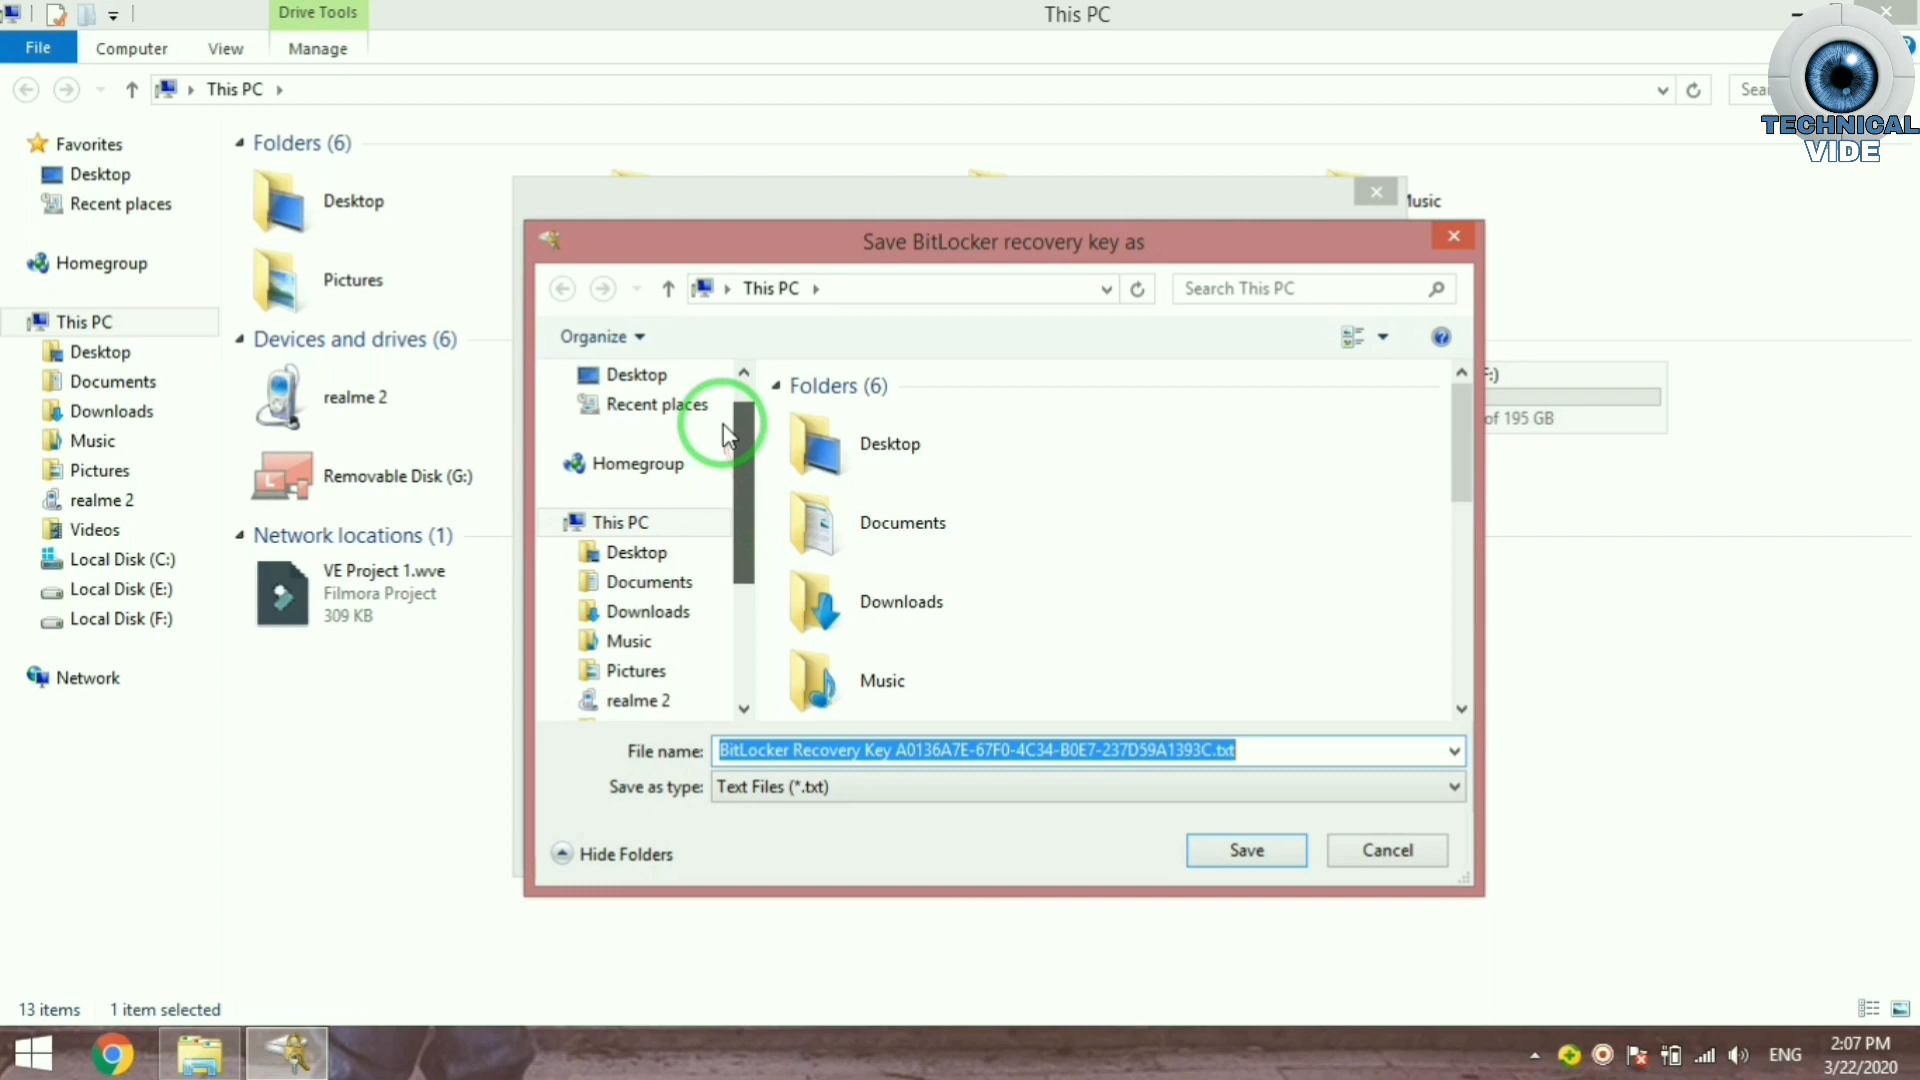 Drive Tools
This PC
File
Computer
View
Manage
This PC
TECHNICAL
VIDE
Favorites
Desktop
Recent places
Homegroup
This PC
Desktop
Documents
Downloads
Music
Pictures
realme 2
Videos
Local Disk (C:)
Local Disk (E:)
Local Disk (F:)
Network
Folders (6)
Desktop
Pictures
Devices and drives (6)
realme 2
Removable Disk (G:)
Network locations (1)
VE Project 1.wve
Filmora Project
309 KB
of 195 GB
Save BitLocker recovery key as
This PC
Search This PC
Organize
Desktop
Recent places
Homegroup
This PC
Desktop
Documents
Downloads
Music
Pictures
realme 2
Folders (6)
Desktop
Documents
Downloads
Music
File name: BitLocker Recovery Key A0136A7E-67F0-4C34-B0E7-237D59A1393C.txt
Save as type: Text Files (*.txt)
Hide Folders
Save
Cancel
13 items
1 item selected
ENG
2:07 PM
3/22/2020